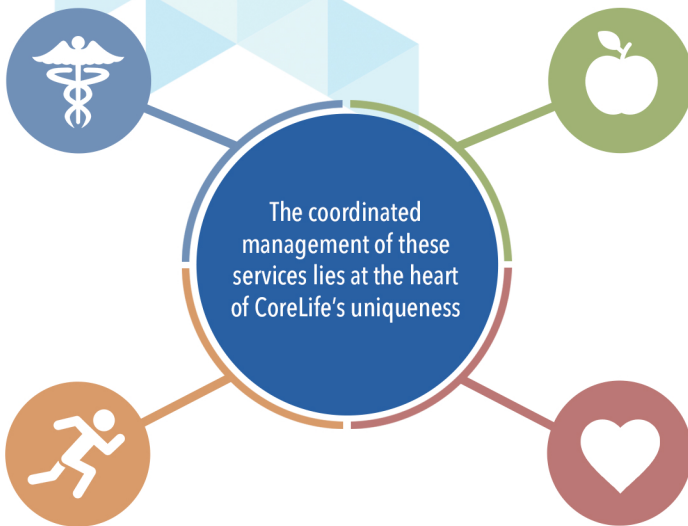 The coordinated
management of these
services lies at the heart
of CoreLife’s uniqueness